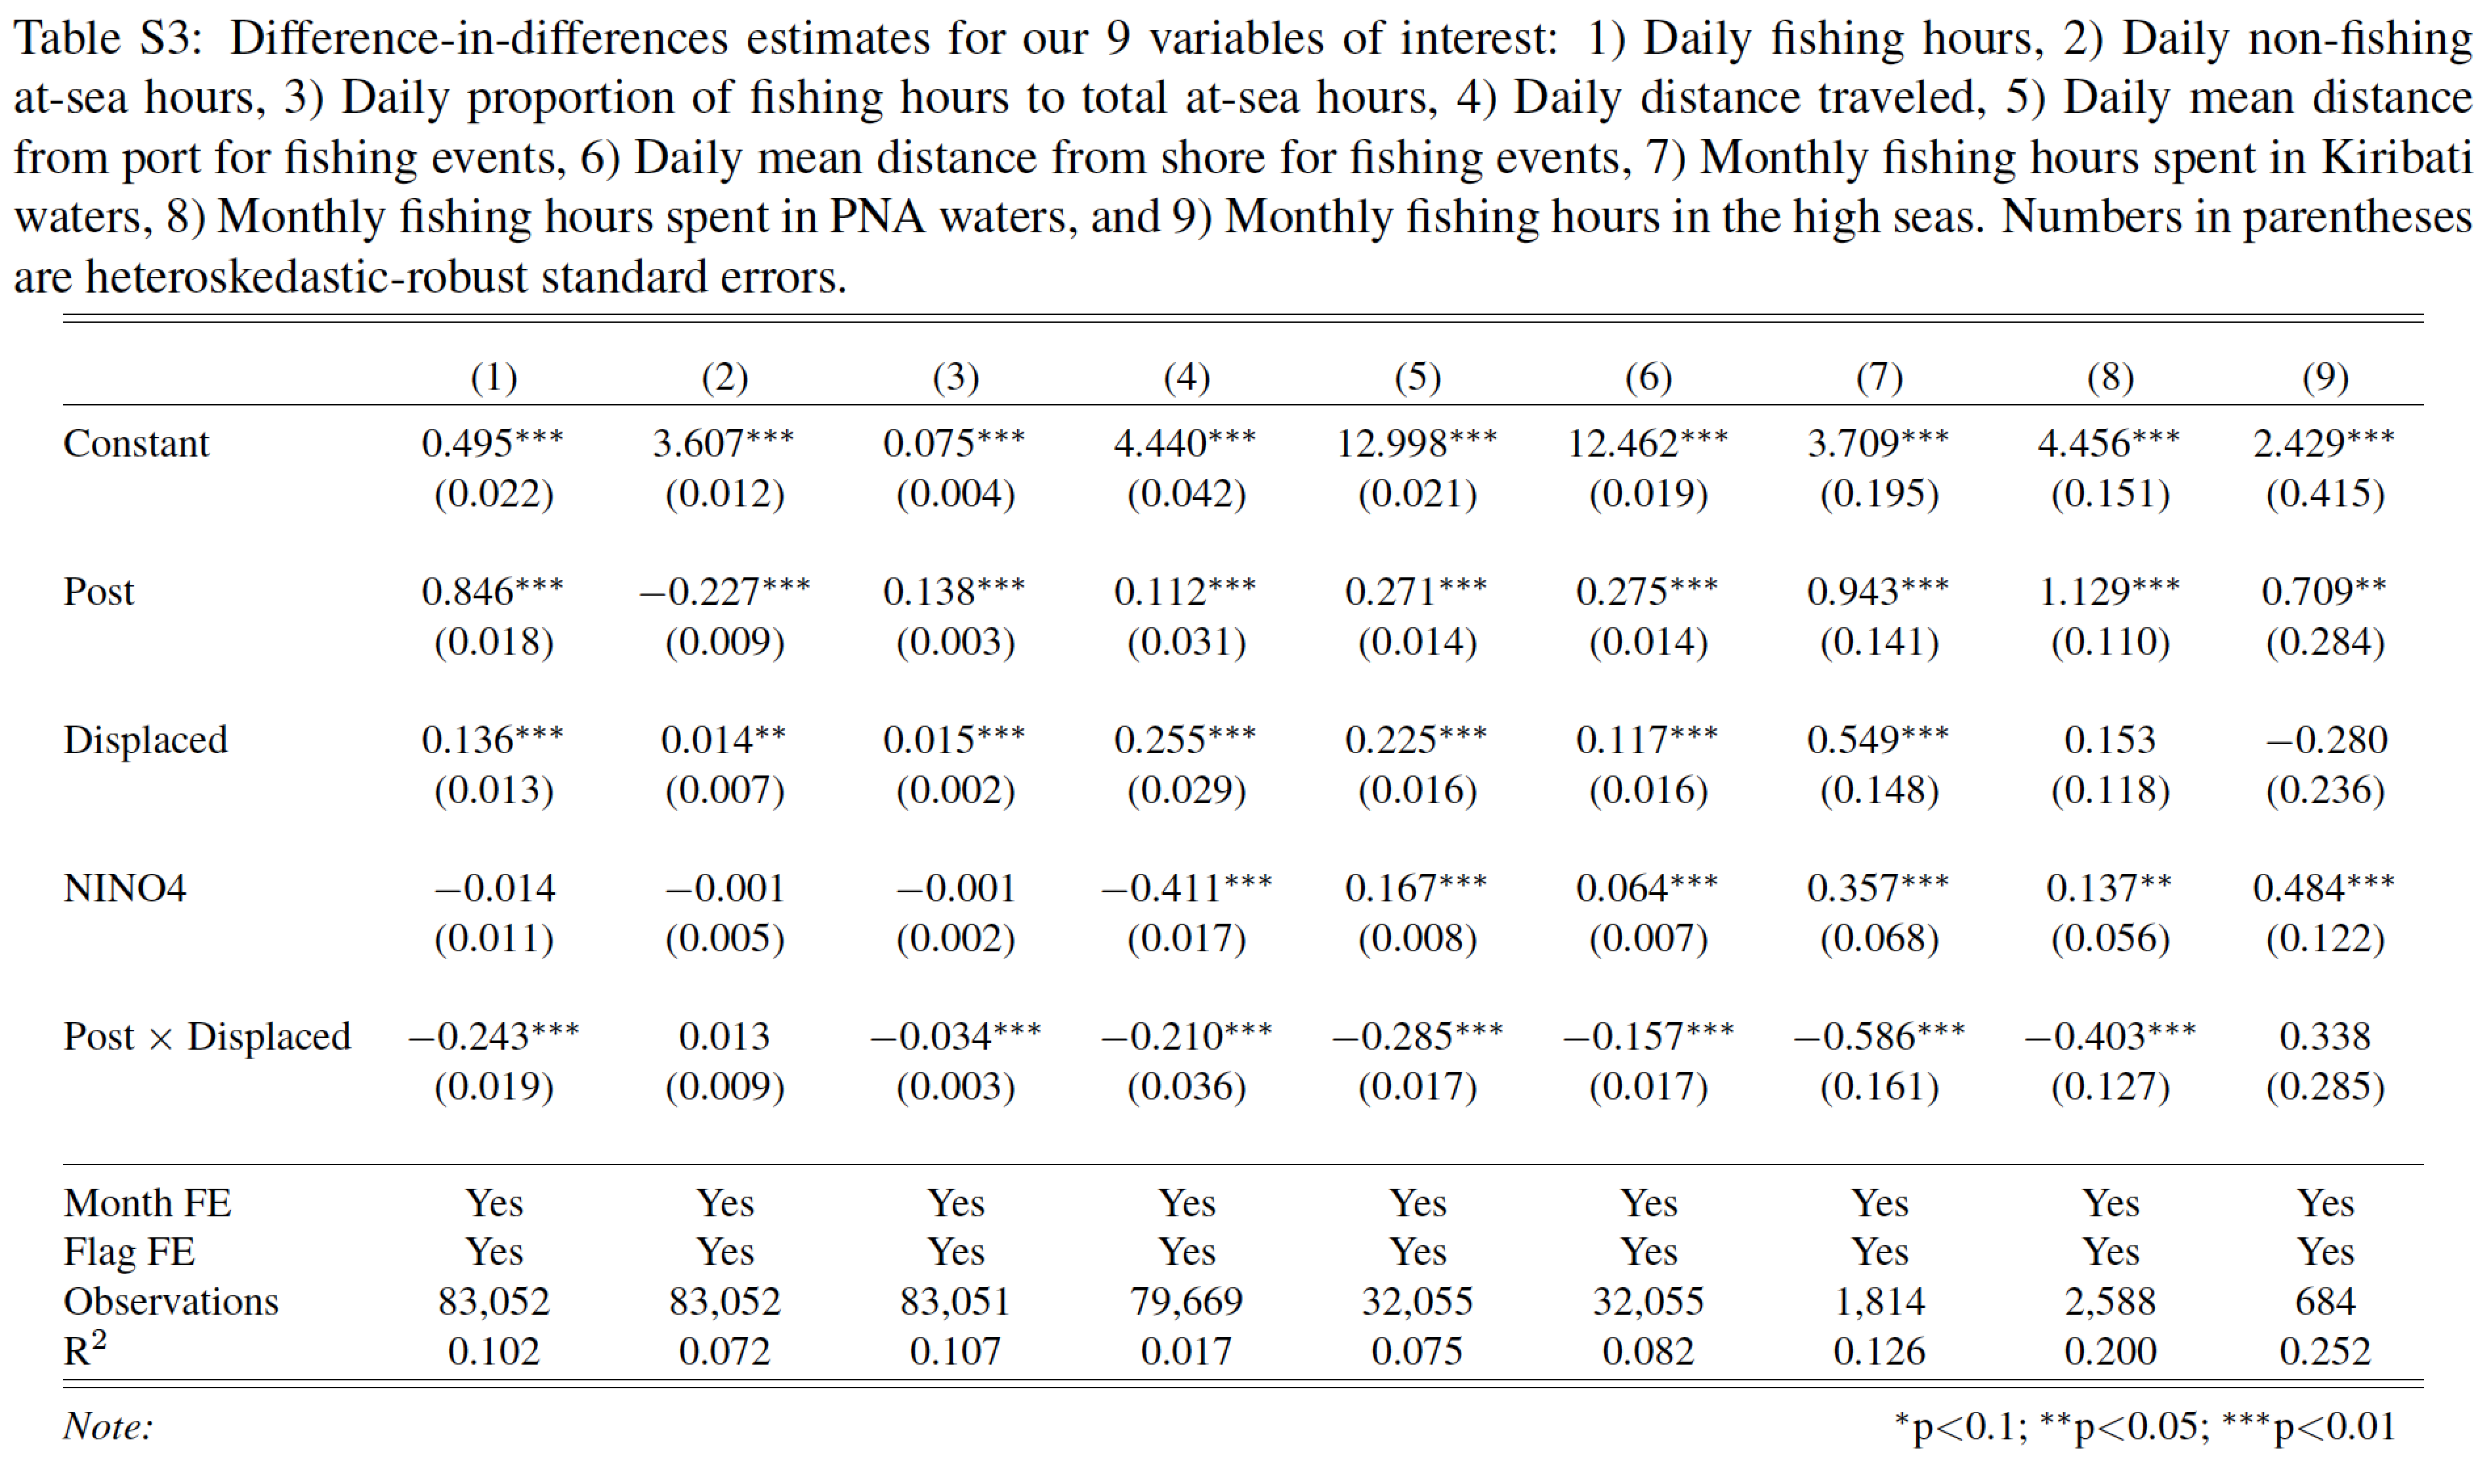 Table S3: Difference-in-differences estimates for our 9 variables of interest: 1) Daily fishing hours, 2) Daily non-fishing
at-sea hours, 3) Daily proportion of fishing hours to total at-sea hours, 4) Daily distance traveled, 5) Daily mean distance
from port for fishing events, 6) Daily mean distance from shore for fishing events, 7) Monthly fishing hours spent in Kiribati
waters, 8) Monthly fishing hours spent in PNA waters, and 9) Monthly fishing hours in the high seas. Numbers in parentheses
are heteroskedastic-robust standard errors.
(1) (2) (3) (4) (5) (6) (7) (8) (9)
Constant 0.495*** 3.607*** 0.075*** 4.440*** 12.998*** 12.462*** 3.709*** 4.456*** 2.429***
(0.022) (0.012) (0.004) (0.042) (0.021) (0.019) (0.195) (0.151) (0.415)
Post 0.846*** −0.227*** 0.138*** 0.112*** 0.271*** 0.275*** 0.943*** 1.129*** 0.709**
(0.018) (0.009) (0.003) (0.031) (0.014) (0.014) (0.141) (0.110) (0.284)
Displaced 0.136*** 0.014** 0.015*** 0.255*** 0.225*** 0.117*** 0.549*** 0.153 −0.280
(0.013) (0.007) (0.002) (0.029) (0.016) (0.016) (0.148) (0.118) (0.236)
NINO4 −0.014 −0.001 −0.001 −0.411*** 0.167*** 0.064*** 0.357*** 0.137** 0.484***
(0.011) (0.005) (0.002) (0.017) (0.008) (0.007) (0.068) (0.056) (0.122)
Post × Displaced −0.243*** 0.013 −0.034*** −0.210*** −0.285*** −0.157*** −0.586*** −0.403*** 0.338
(0.019) (0.009) (0.003) (0.036) (0.017) (0.017) (0.161) (0.127) (0.285)
Month FE Yes Yes Yes Yes Yes Yes Yes Yes Yes
Flag FE Yes Yes Yes Yes Yes Yes Yes Yes Yes
Observations 83,052 83,052 83,051 79,669 32,055 32,055 1,814 2,588 684
R² 0.102 0.072 0.107 0.017 0.075 0.082 0.126 0.200 0.252
Note: *p<0.1; **p<0.05; ***p<0.01